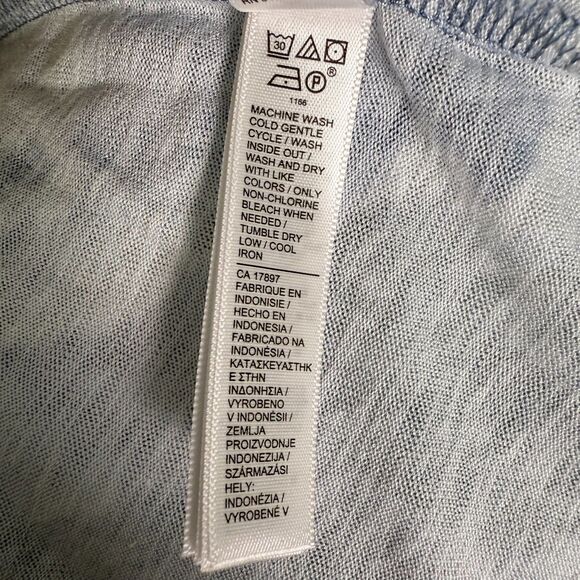 30
P®
1166
MACHINE WASH
COLD GENTLE
CYCLE / WASH
INSIDE OUT /
WASH AND DRY
WITH LIKE
COLORS / ONLY
NON-CHLORINE
BLEACH WHEN
NEEDED /
TUMBLE DRY
LOW / COOL
IRON
CA 17897
FABRIQUE EN
INDONISIE /
HECHO EN
INDONESIA /
FABRICADO NA
INDONÉSIA /
ΚΑΤΑΣΚΕΥΑΣΤΗΚ
Ε ΣΤΗΝ
ΙΝΔΟΝΗΣΙΑ /
VYROBENO
V INDONÉSII /
ZEMLJA
PROIZVODNJE
INDONEZIJA /
SZÁRMAZÁSI
HELY:
INDONÉZIA /
VYROBENÉ V